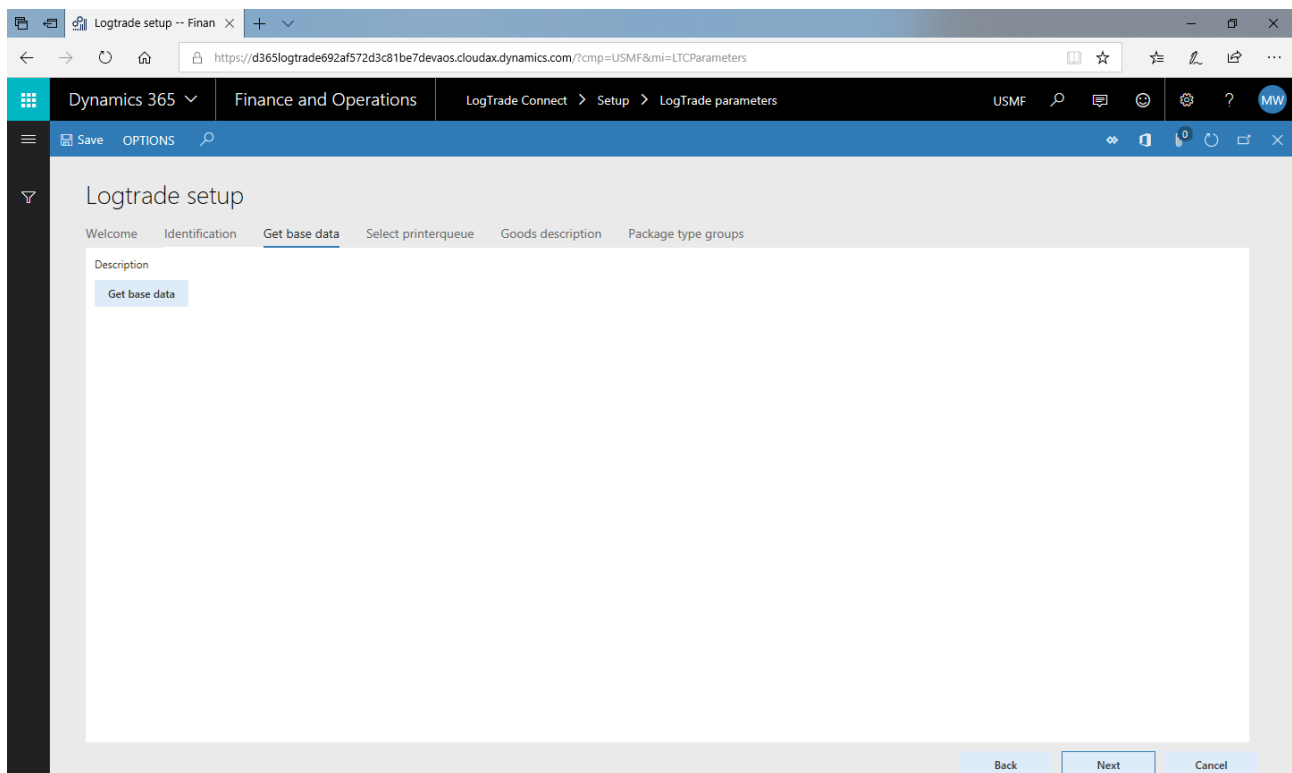 Logtrade setup -- Finan
https://d365logtrade692af572d3c81be7devaos.cloudax.dynamics.com/?cmp=USMF&mi=LTCParameters
Dynamics 365 Finance and Operations LogTrade Connect > Setup > LogTrade parameters USMF ? MW
Save OPTIONS 0
Logtrade setup
Welcome Identification Get base data Select printerqueue Goods description Package type groups
Description
Get base data
Back Next Cancel